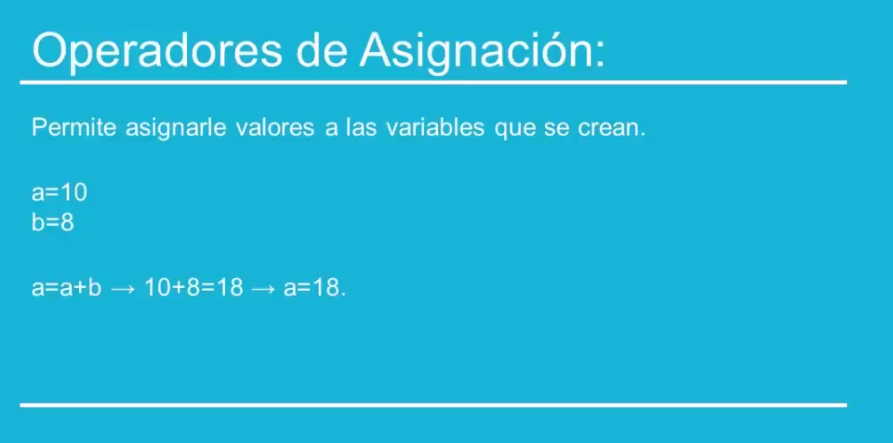 Operadores de Asignación:
Permite asignarle valores a las variables que se crean.
a=10
b=8
a=a+b → 10+8=18 → a=18.